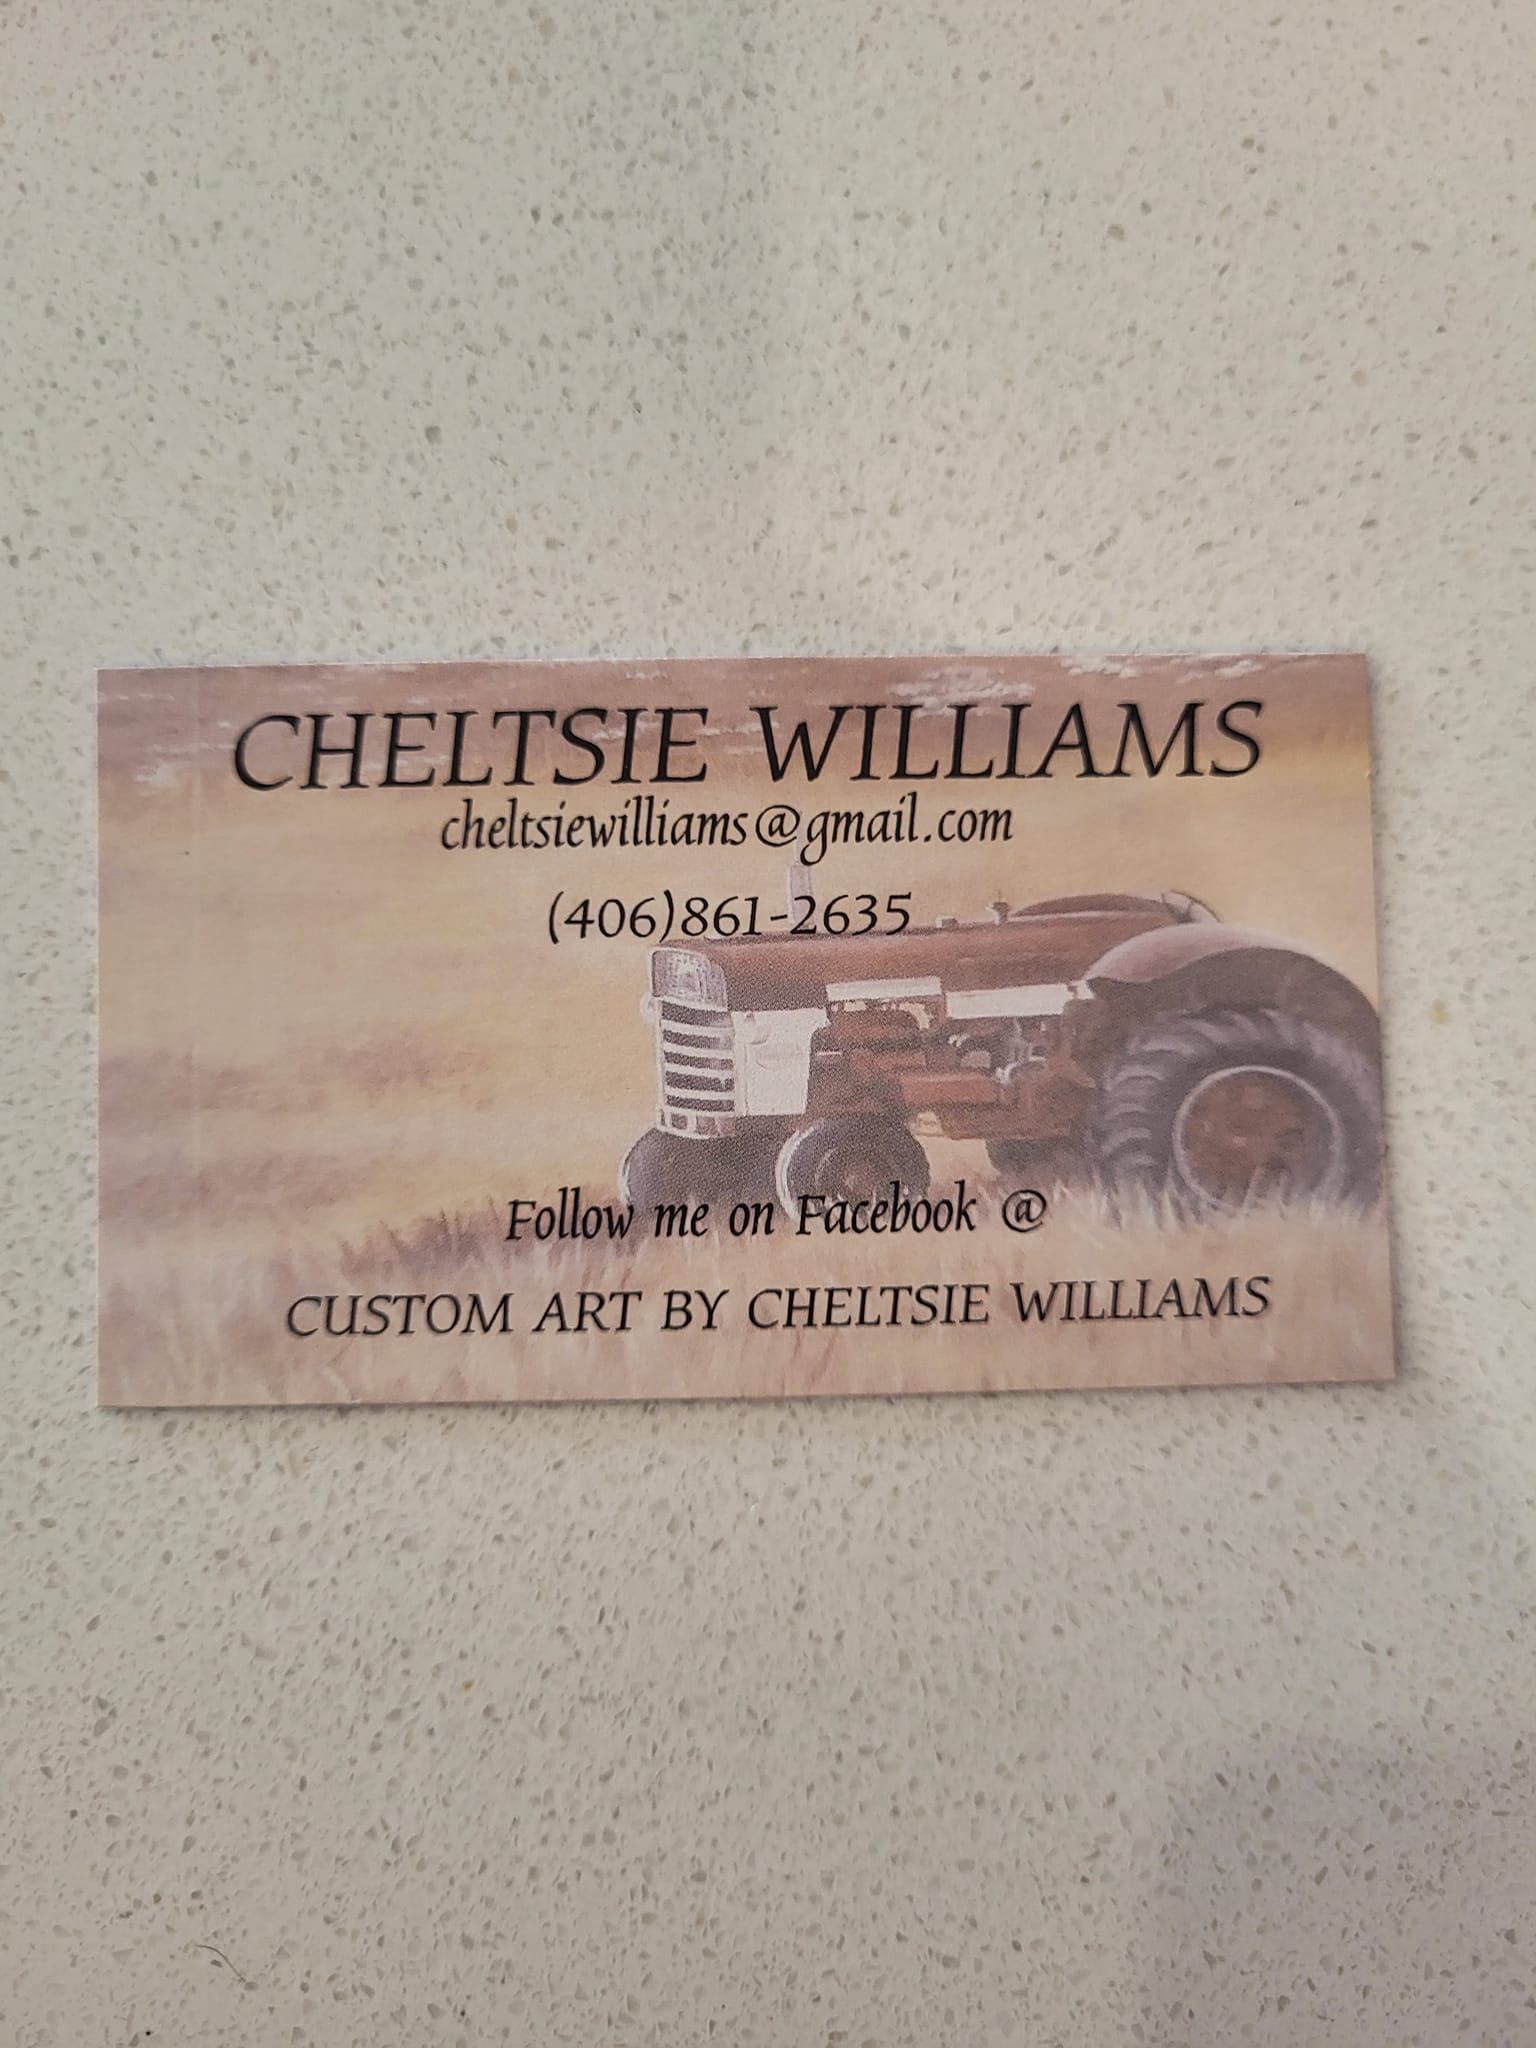 CHELTSIE WILLIAMS
cheltsiewilliams@gmail.com
(406)861-2635
Follow me on Facebook @
CUSTOM ART BY CHELTSIE WILLIAMS